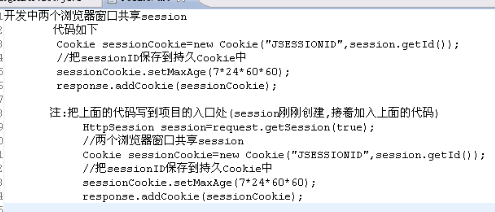 开发中两个浏览器窗口共享session
代码如下
Cookie sessionCookie=new Cookie("JSESSIONID",session.getId());
//把sessionID保存到持久Cookie中
sessionCookie.setMaxAge(7*24*60*60);
response.addCookie(sessionCookie);
注:把上面的代码写到项目的入口处(session刚刚创建,接着加入上面的代码)
HttpSession session=request.getSession(true);
//两个浏览器窗口共享session
Cookie sessionCookie=new Cookie("JSESSIONID",session.getId());
//把sessionID保存到持久Cookie中
sessionCookie.setMaxAge(7*24*60*60);
response.addCookie(sessionCookie);